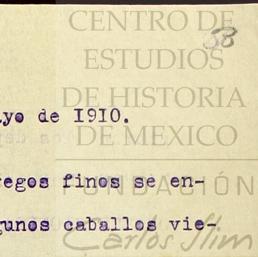 CENTRO DE
58
ESTUDIOS
DE HISTORIA
yo de 1910.
DE MEXICO
egos finos se en-
FUNDACIÓN
gunos caballos vie-
Carlos Slim